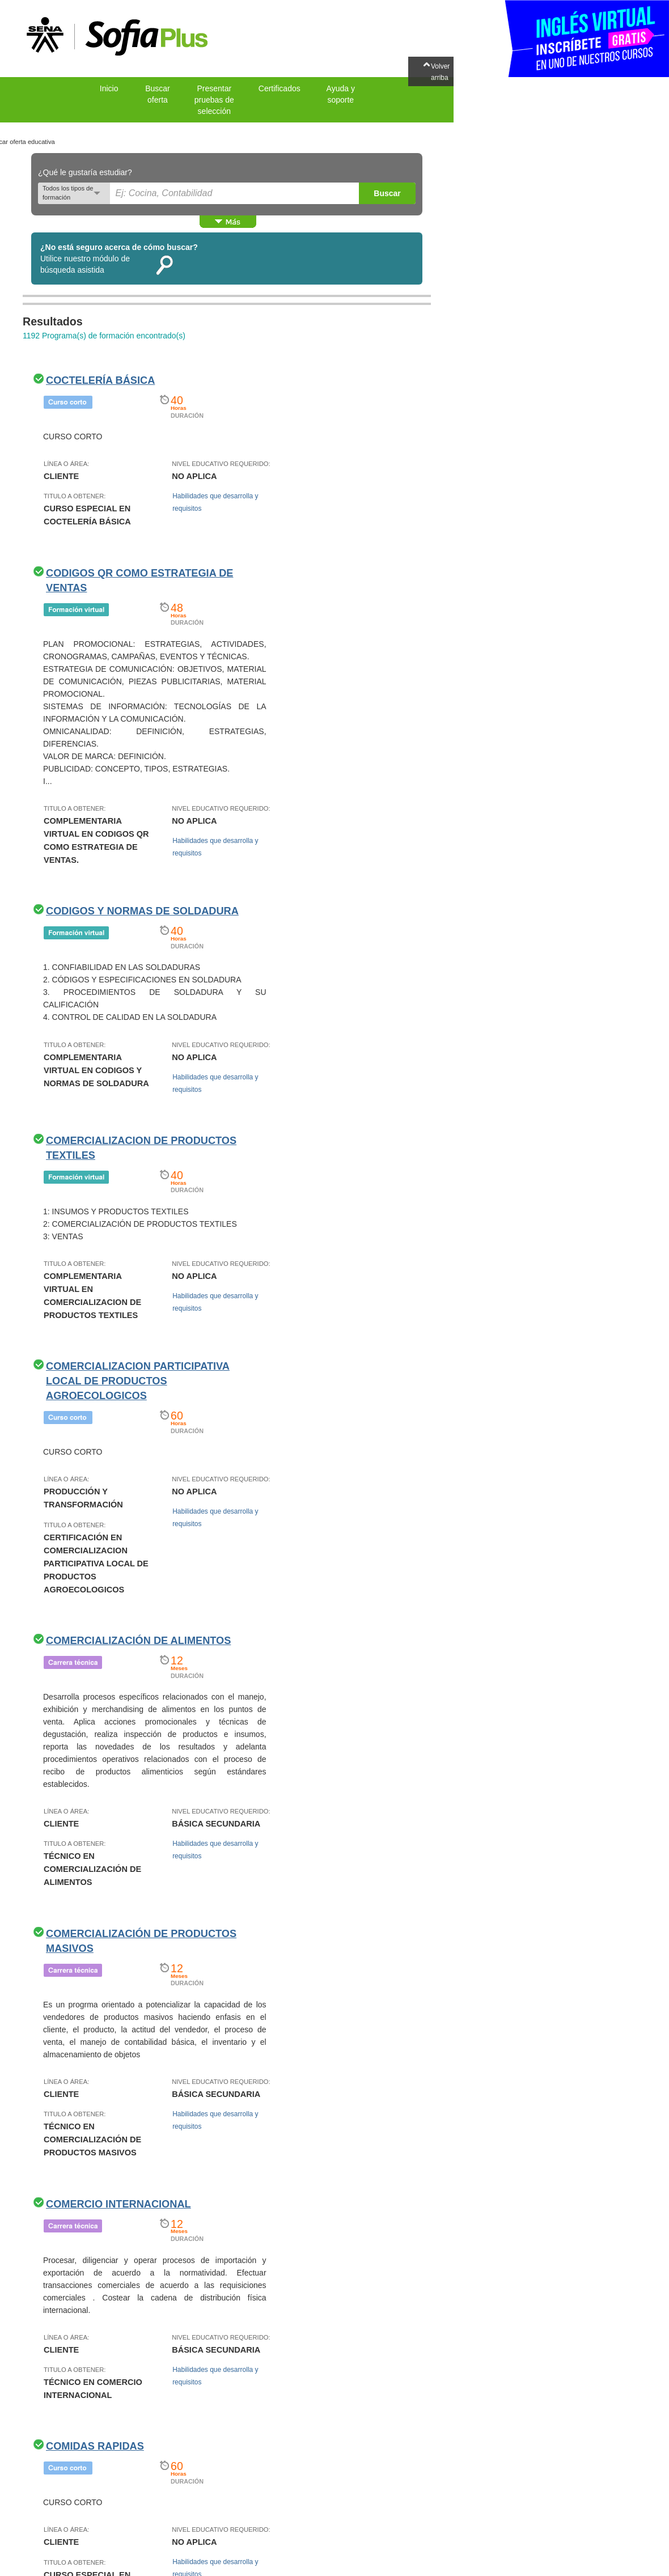 SENA
SofiaPlus
INGLÉS VIRTUAL
INSCRÍBETE GRATIS
EN UNO DE NUESTROS CURSOS
Volver
arriba
Inicio
Buscar
oferta
Presentar
pruebas de
selección
Certificados
Ayuda y
soporte
car oferta educativa
¿Qué le gustaría estudiar?
Todos los tipos de
formación
Ej: Cocina, Contabilidad
Buscar
Más
¿No está seguro acerca de cómo buscar?
Utilice nuestro módulo de
búsqueda asistida
Resultados
1192 Programa(s) de formación encontrado(s)
COCTELERÍA BÁSICA
Curso corto
40
Horas
DURACIÓN
CURSO CORTO
LÍNEA O ÁREA:
CLIENTE
NIVEL EDUCATIVO REQUERIDO:
NO APLICA
TITULO A OBTENER:
CURSO ESPECIAL EN
COCTELERÍA BÁSICA
Habilidades que desarrolla y
requisitos
CODIGOS QR COMO ESTRATEGIA DE
VENTAS
Formación virtual
48
Horas
DURACIÓN
PLAN PROMOCIONAL: ESTRATEGIAS, ACTIVIDADES,
CRONOGRAMAS, CAMPAÑAS, EVENTOS Y TÉCNICAS.
ESTRATEGIA DE COMUNICACIÓN: OBJETIVOS, MATERIAL
DE COMUNICACIÓN, PIEZAS PUBLICITARIAS, MATERIAL
PROMOCIONAL.
SISTEMAS DE INFORMACIÓN: TECNOLOGÍAS DE LA
INFORMACIÓN Y LA COMUNICACIÓN.
OMNICANALIDAD: DEFINICIÓN, ESTRATEGIAS,
DIFERENCIAS.
VALOR DE MARCA: DEFINICIÓN.
PUBLICIDAD: CONCEPTO, TIPOS, ESTRATEGIAS.
I...
TITULO A OBTENER:
COMPLEMENTARIA
VIRTUAL EN CODIGOS QR
COMO ESTRATEGIA DE
VENTAS.
NIVEL EDUCATIVO REQUERIDO:
NO APLICA
Habilidades que desarrolla y
requisitos
CODIGOS Y NORMAS DE SOLDADURA
Formación virtual
40
Horas
DURACIÓN
1. CONFIABILIDAD EN LAS SOLDADURAS
2. CÓDIGOS Y ESPECIFICACIONES EN SOLDADURA
3. PROCEDIMIENTOS DE SOLDADURA Y SU
CALIFICACIÓN
4. CONTROL DE CALIDAD EN LA SOLDADURA
TITULO A OBTENER:
COMPLEMENTARIA
VIRTUAL EN CODIGOS Y
NORMAS DE SOLDADURA
NIVEL EDUCATIVO REQUERIDO:
NO APLICA
Habilidades que desarrolla y
requisitos
COMERCIALIZACION DE PRODUCTOS
TEXTILES
Formación virtual
40
Horas
DURACIÓN
1: INSUMOS Y PRODUCTOS TEXTILES
2: COMERCIALIZACIÓN DE PRODUCTOS TEXTILES
3: VENTAS
TITULO A OBTENER:
COMPLEMENTARIA
VIRTUAL EN
COMERCIALIZACION DE
PRODUCTOS TEXTILES
NIVEL EDUCATIVO REQUERIDO:
NO APLICA
Habilidades que desarrolla y
requisitos
COMERCIALIZACION PARTICIPATIVA
LOCAL DE PRODUCTOS
AGROECOLOGICOS
Curso corto
60
Horas
DURACIÓN
CURSO CORTO
LÍNEA O ÁREA:
PRODUCCIÓN Y
TRANSFORMACIÓN
NIVEL EDUCATIVO REQUERIDO:
NO APLICA
TITULO A OBTENER:
CERTIFICACIÓN EN
COMERCIALIZACION
PARTICIPATIVA LOCAL DE
PRODUCTOS
AGROECOLOGICOS
Habilidades que desarrolla y
requisitos
COMERCIALIZACIÓN DE ALIMENTOS
Carrera técnica
12
Meses
DURACIÓN
Desarrolla procesos específicos relacionados con el manejo,
exhibición y merchandising de alimentos en los puntos de
venta. Aplica acciones promocionales y técnicas de
degustación, realiza inspección de productos e insumos,
reporta las novedades de los resultados y adelanta
procedimientos operativos relacionados con el proceso de
recibo de productos alimenticios según estándares
establecidos.
LÍNEA O ÁREA:
CLIENTE
NIVEL EDUCATIVO REQUERIDO:
BÁSICA SECUNDARIA
TITULO A OBTENER:
TÉCNICO EN
COMERCIALIZACIÓN DE
ALIMENTOS
Habilidades que desarrolla y
requisitos
COMERCIALIZACIÓN DE PRODUCTOS
MASIVOS
Carrera técnica
12
Meses
DURACIÓN
Es un progrma orientado a potencializar la capacidad de los
vendedores de productos masivos haciendo enfasis en el
cliente, el producto, la actitud del vendedor, el proceso de
venta, el manejo de contabilidad básica, el inventario y el
almacenamiento de objetos
LÍNEA O ÁREA:
CLIENTE
NIVEL EDUCATIVO REQUERIDO:
BÁSICA SECUNDARIA
TITULO A OBTENER:
TÉCNICO EN
COMERCIALIZACIÓN DE
PRODUCTOS MASIVOS
Habilidades que desarrolla y
requisitos
COMERCIO INTERNACIONAL
Carrera técnica
12
Meses
DURACIÓN
Procesar, diligenciar y operar procesos de importación y
exportación de acuerdo a la normatividad. Efectuar
transacciones comerciales de acuerdo a las requisiciones
comerciales . Costear la cadena de distribución física
internacional.
LÍNEA O ÁREA:
CLIENTE
NIVEL EDUCATIVO REQUERIDO:
BÁSICA SECUNDARIA
TITULO A OBTENER:
TÉCNICO EN COMERCIO
INTERNACIONAL
Habilidades que desarrolla y
requisitos
COMIDAS RAPIDAS
Curso corto
60
Horas
DURACIÓN
CURSO CORTO
LÍNEA O ÁREA:
CLIENTE
NIVEL EDUCATIVO REQUERIDO:
NO APLICA
TITULO A OBTENER:
CURSO ESPECIAL EN
Habilidades que desarrolla y
requisitos